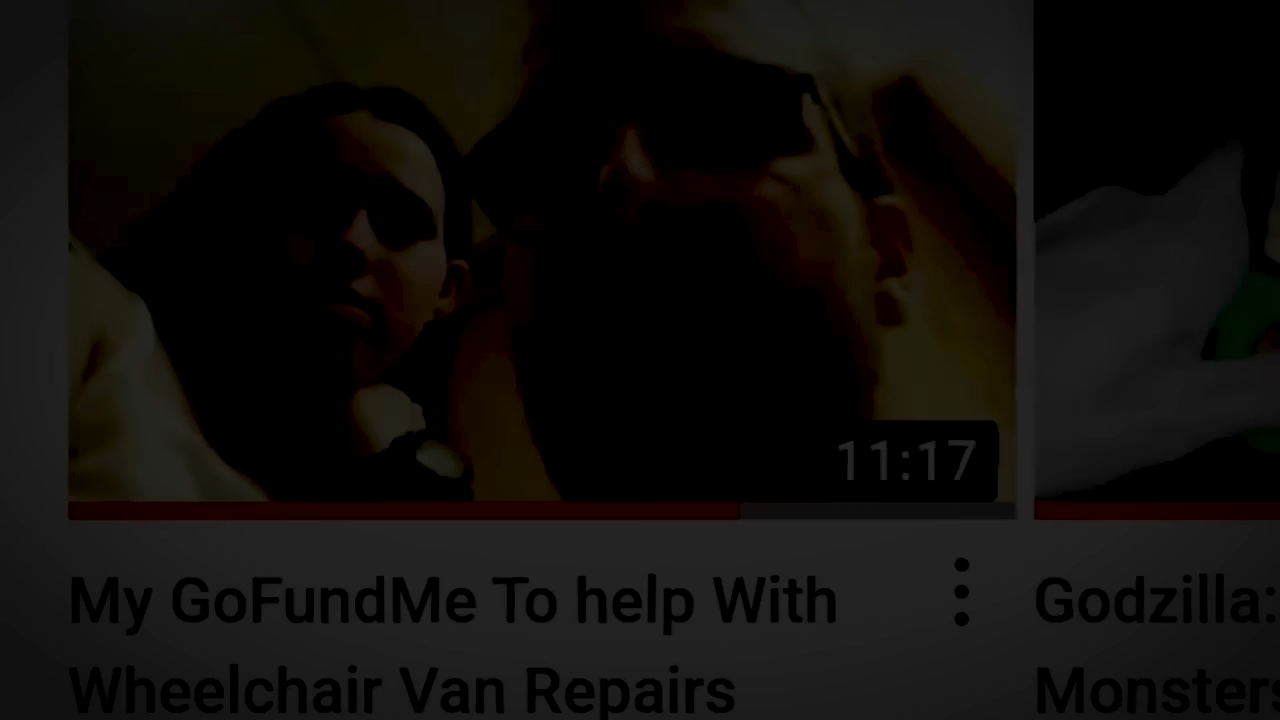 11:17
My GoFundMe To help With
Wheelchair Van Repairs
Godzilla:
Monsters